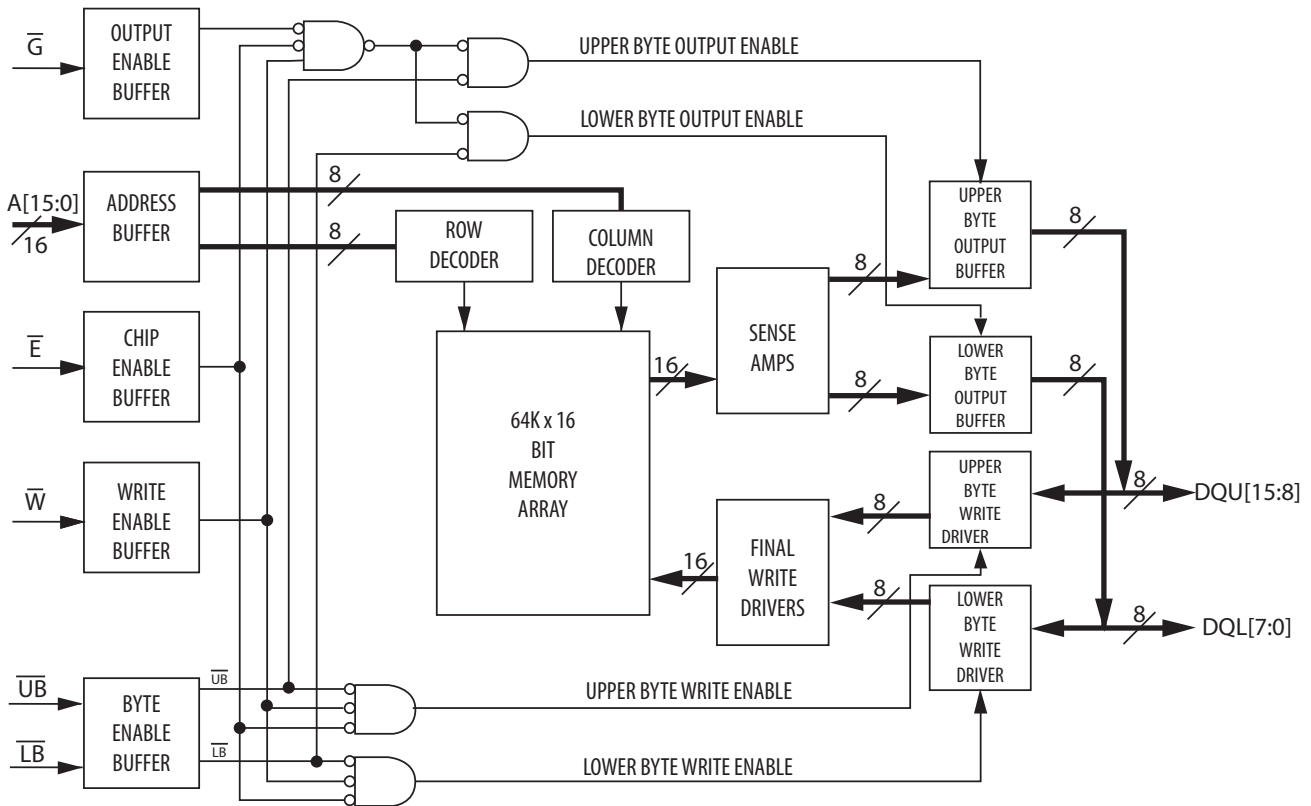 G̅
OUTPUT
ENABLE
BUFFER
UPPER BYTE OUTPUT ENABLE
LOWER BYTE OUTPUT ENABLE
A[15:0]
16
ADDRESS
BUFFER
8
8
ROW
DECODER
COLUMN
DECODER
UPPER
BYTE
OUTPUT
BUFFER
8
E̅
CHIP
ENABLE
BUFFER
64K x 16
BIT
MEMORY
ARRAY
16
SENSE
AMPS
8
8
LOWER
BYTE
OUTPUT
BUFFER
8
W̅
WRITE
ENABLE
BUFFER
16
FINAL
WRITE
DRIVERS
8
8
UPPER
BYTE
WRITE
DRIVER
8
DQU[15:8]
LOWER
BYTE
WRITE
DRIVER
8
DQL[7:0]
U̅B̅
L̅B̅
BYTE
ENABLE
BUFFER
U̅B̅
L̅B̅
UPPER BYTE WRITE ENABLE
LOWER BYTE WRITE ENABLE